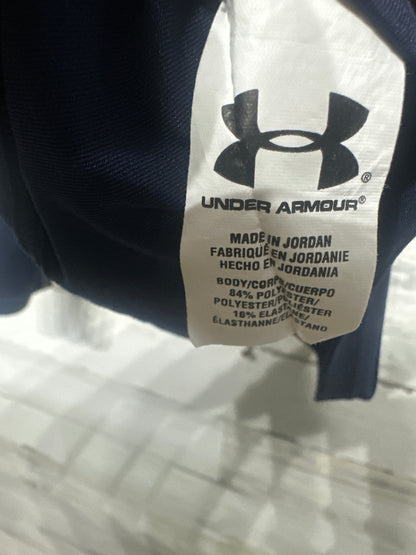 UNDER ARMOUR®
MADE IN JORDAN
FABRIQUÉ EN JORDANIE
HECHO EN JORDANIA
BODY/CORPS/CUERPO
84% POLYESTER/
POLYESTER/POLIÉSTER
16% ELASTANE/
ÉLASTHANNE/ELASTANO